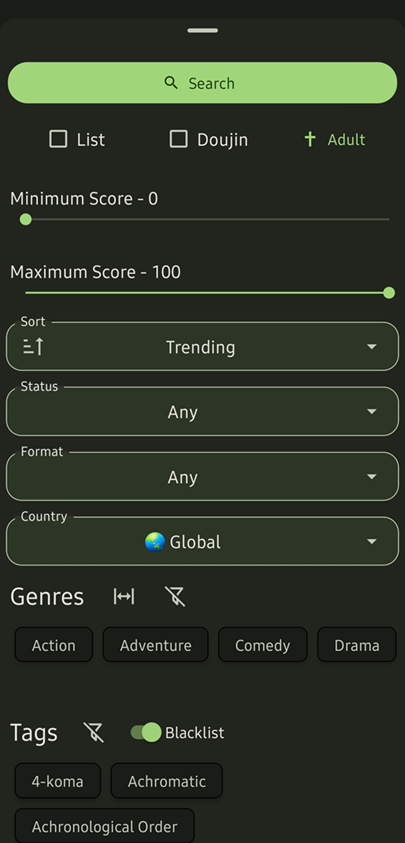 Search
List Doujin Adult
Minimum Score - 0
Maximum Score - 100
Sort
Trending
Status
Any
Format
Any
Country
Global
Genres
Action Adventure Comedy Drama
Tags Blacklist
4-koma Achromatic
Achronological Order